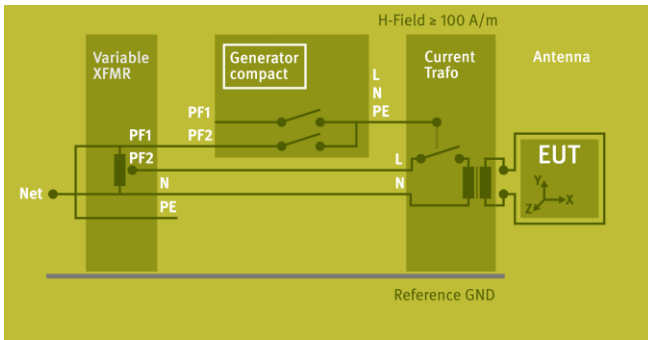 H-Field ≥ 100 A/m
Variable
XFMR
Generator
compact
Current
Trafo
Antenna
L
N
PE
PF1
PF1
PF2
PF2
L
EUT
N
N
Net
PE
Y
X
Z
Reference GND